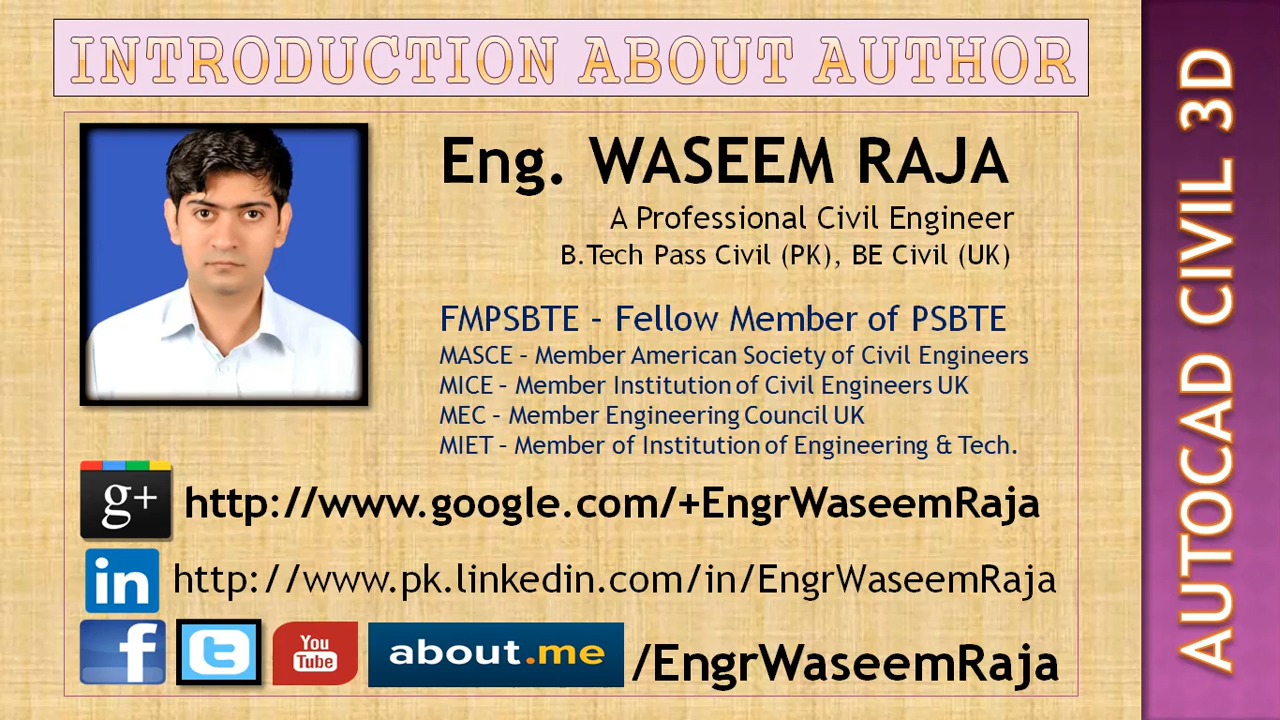 INTRODUCTION ABOUT AUTHOR
Eng. WASEEM RAJA
A Professional Civil Engineer
B.Tech Pass Civil (PK), BE Civil (UK)
FMPSBTE – Fellow Member of PSBTE
MASCE – Member American Society of Civil Engineers
MICE – Member Institution of Civil Engineers UK
MEC – Member Engineering Council UK
MIET – Member of Institution of Engineering & Tech.
g+ http://www.google.com/+EngrWaseemRaja
in http://www.pk.linkedin.com/in/EngrWaseemRaja
f t You Tube about.me /EngrWaseemRaja
AUTOCAD CIVIL 3D